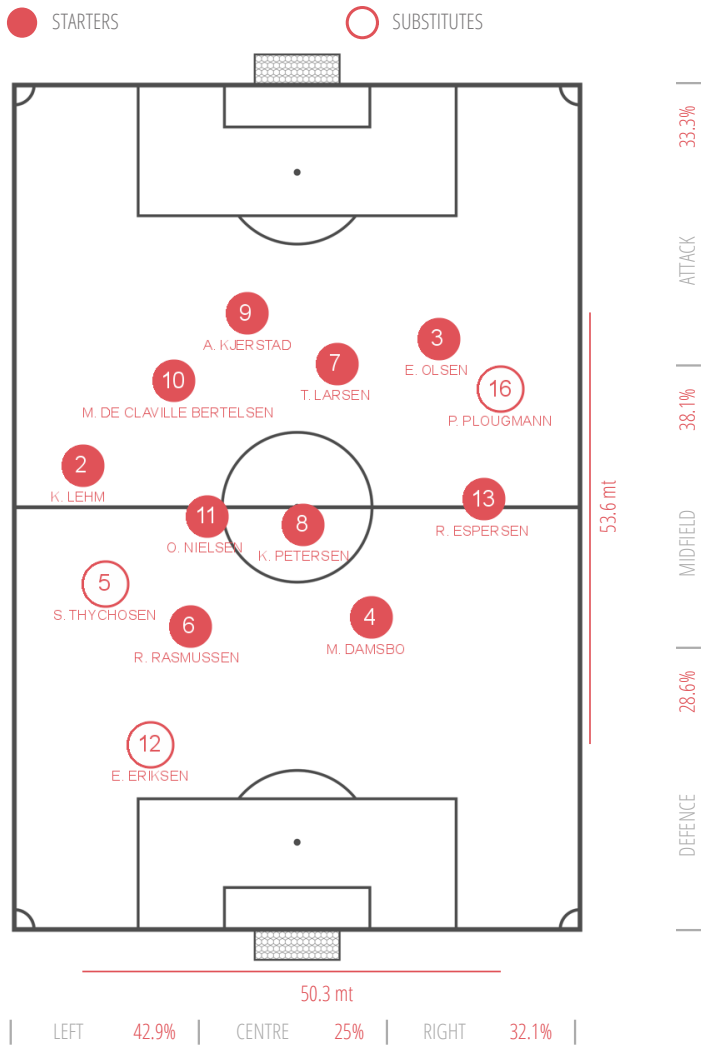 STARTERS
SUBSTITUTES
33.3%
ATTACK
9
A. KJERSTAD
3
E. OLSEN
7
T. LARSEN
10
M. DE CLAVILLE BERTELSEN
16
P. PLOUGMANN
38.1%
2
K. LEHM
13
R. ESPERSEN
53.6 mt
11
O. NIELSEN
8
K. PETERSEN
MIDFIELD
5
S. THYCHOSEN
6
R. RASMUSSEN
4
M. DAMSBO
28.6%
12
E. ERIKSEN
DEFENCE
50.3 mt
LEFT 42.9% CENTRE 25% RIGHT 32.1%